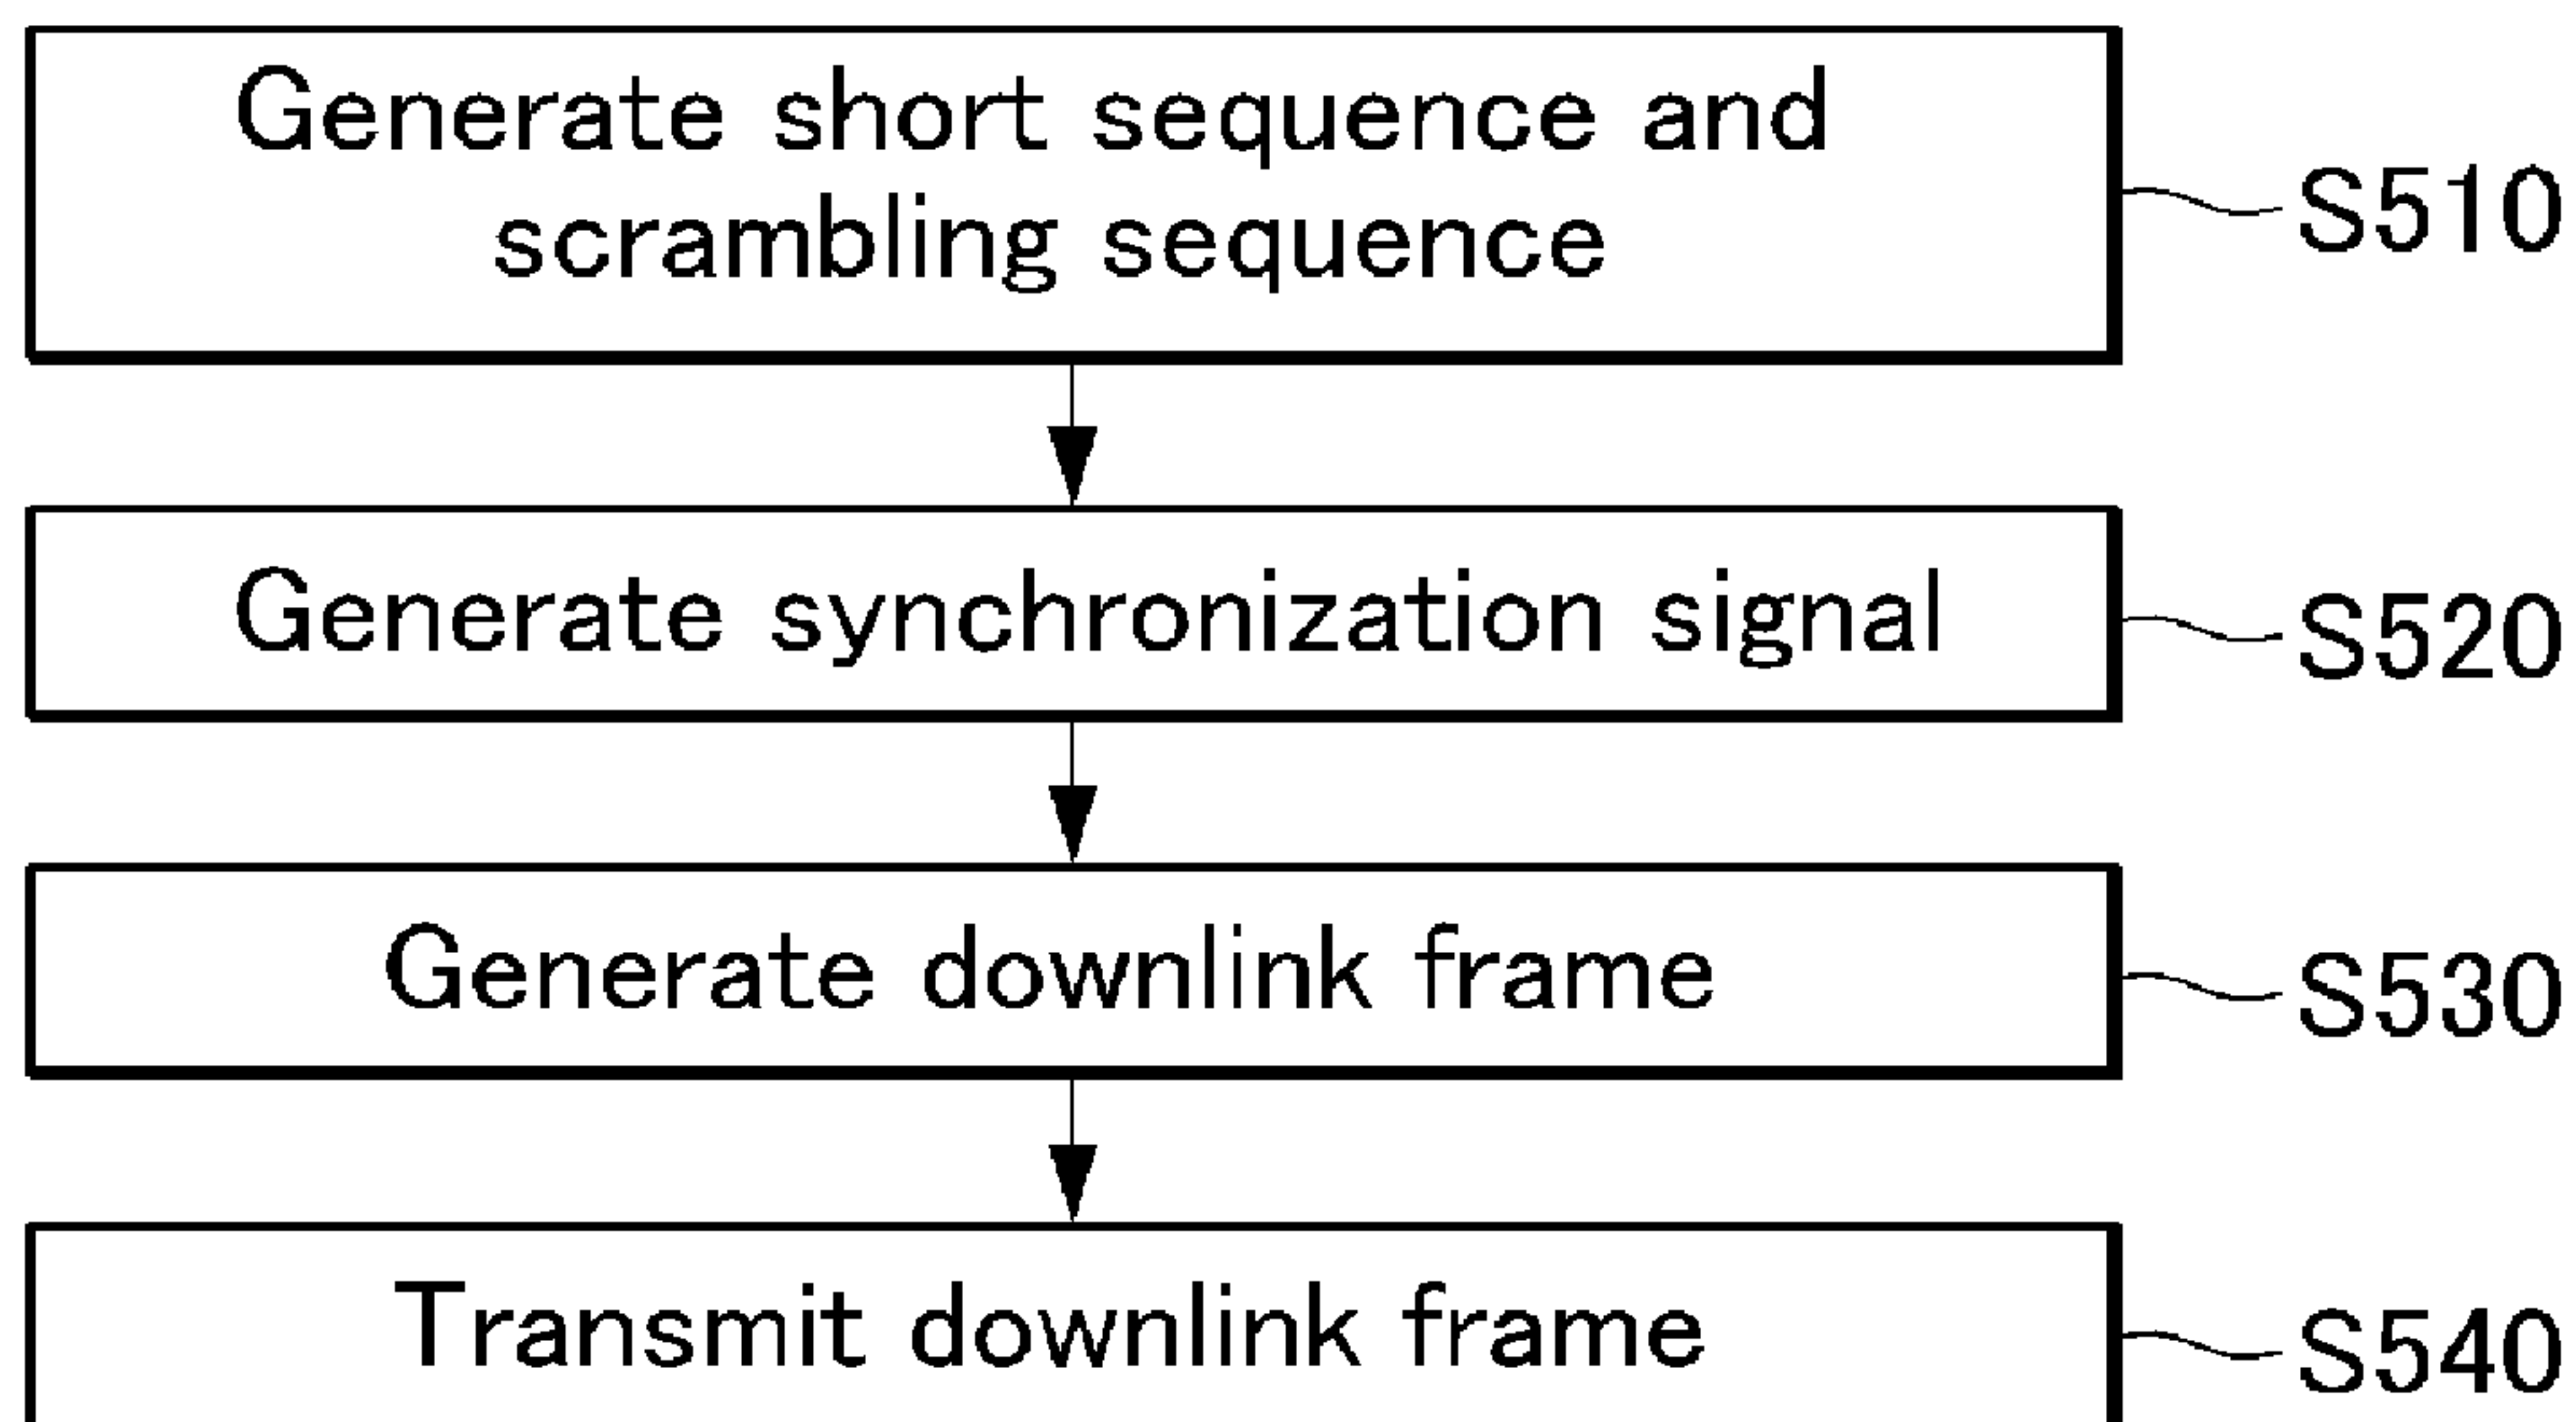 Generate short sequence and
scrambling sequence
S510
Generate synchronization signal
S520
Generate downlink frame
S530
Transmit downlink frame
S540